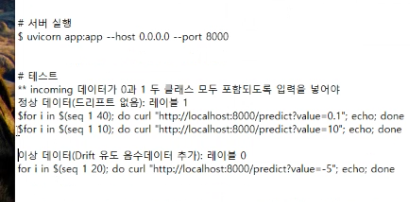 # 서버 실행
$ uvicorn app:app --host 0.0.0.0 --port 8000
# 테스트
** incoming 데이터가 0과 1 두 클래스 모두 포함되도록 입력을 넣어야
정상 데이터(드리프트 없음): 레이블 1
$for i in $(seq 1 40); do curl "http://localhost:8000/predict?value=0.1"; echo; done
$for i in $(seq 1 10); do curl "http://localhost:8000/predict?value=10"; echo; done
이상 데이터(Drift 유도 음수데이터 추가): 레이블 0
for i in $(seq 1 20); do curl "http://localhost:8000/predict?value=-5"; echo; done